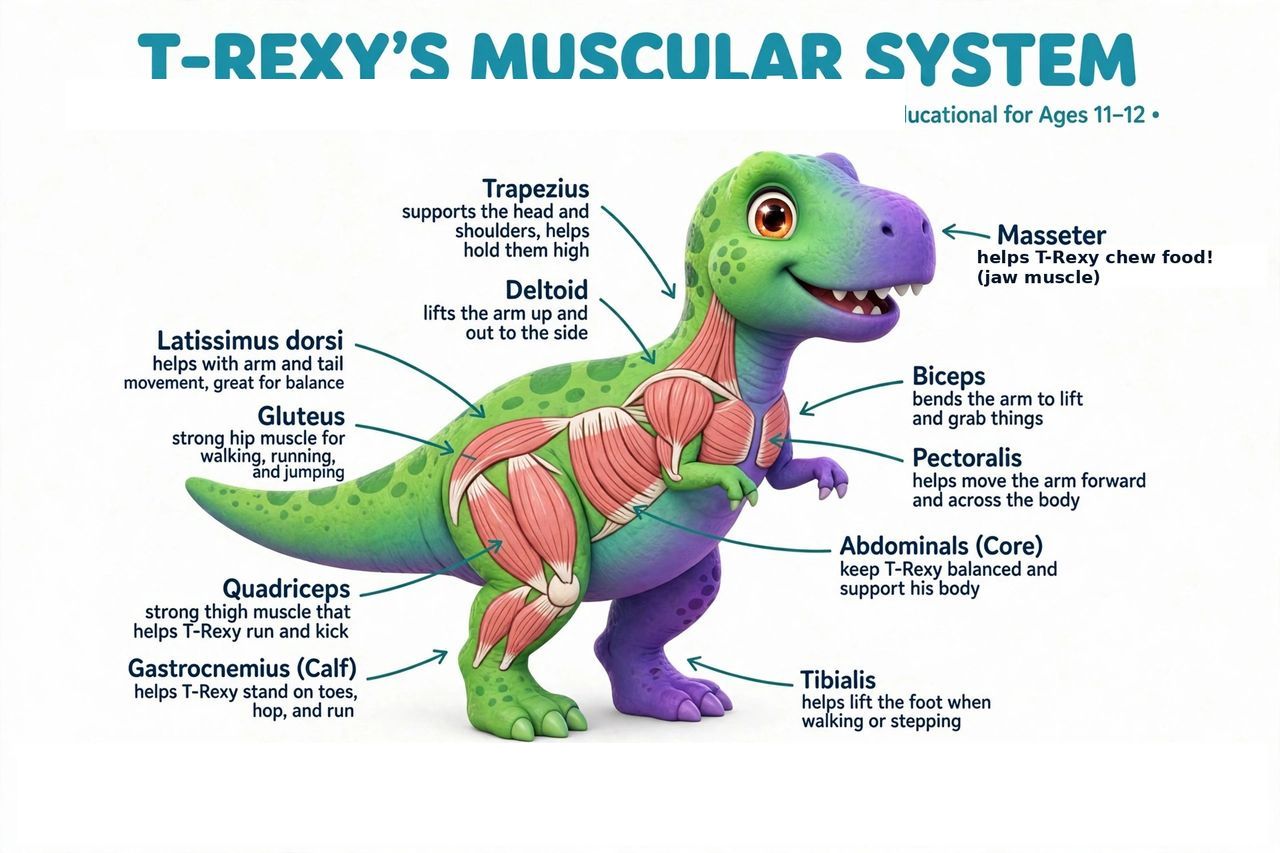 T-REXY'S MUSCULAR SYSTEM
for Ages 11–12 •
Trapezius
supports the head and
shoulders, helps
hold them high
Deltoid
lifts the arm up and
out to the side
Latissimus dorsi
helps with arm and tail
movement, great for balance
Gluteus
strong hip muscle for
walking, running,
and jumping
Quadriceps
strong thigh muscle that
helps T-Rexy run and kick
Gastrocnemius (Calf)
helps T-Rexy stand on toes,
hop, and run
Masseter
helps T-Rexy chew food!
(jaw muscle)
Biceps
bends the arm to lift
and grab things
Pectoralis
helps move the arm forward
and across the body
Abdominals (Core)
keep T-Rexy balanced and
support his body
Tibialis
helps lift the foot when
walking or stepping